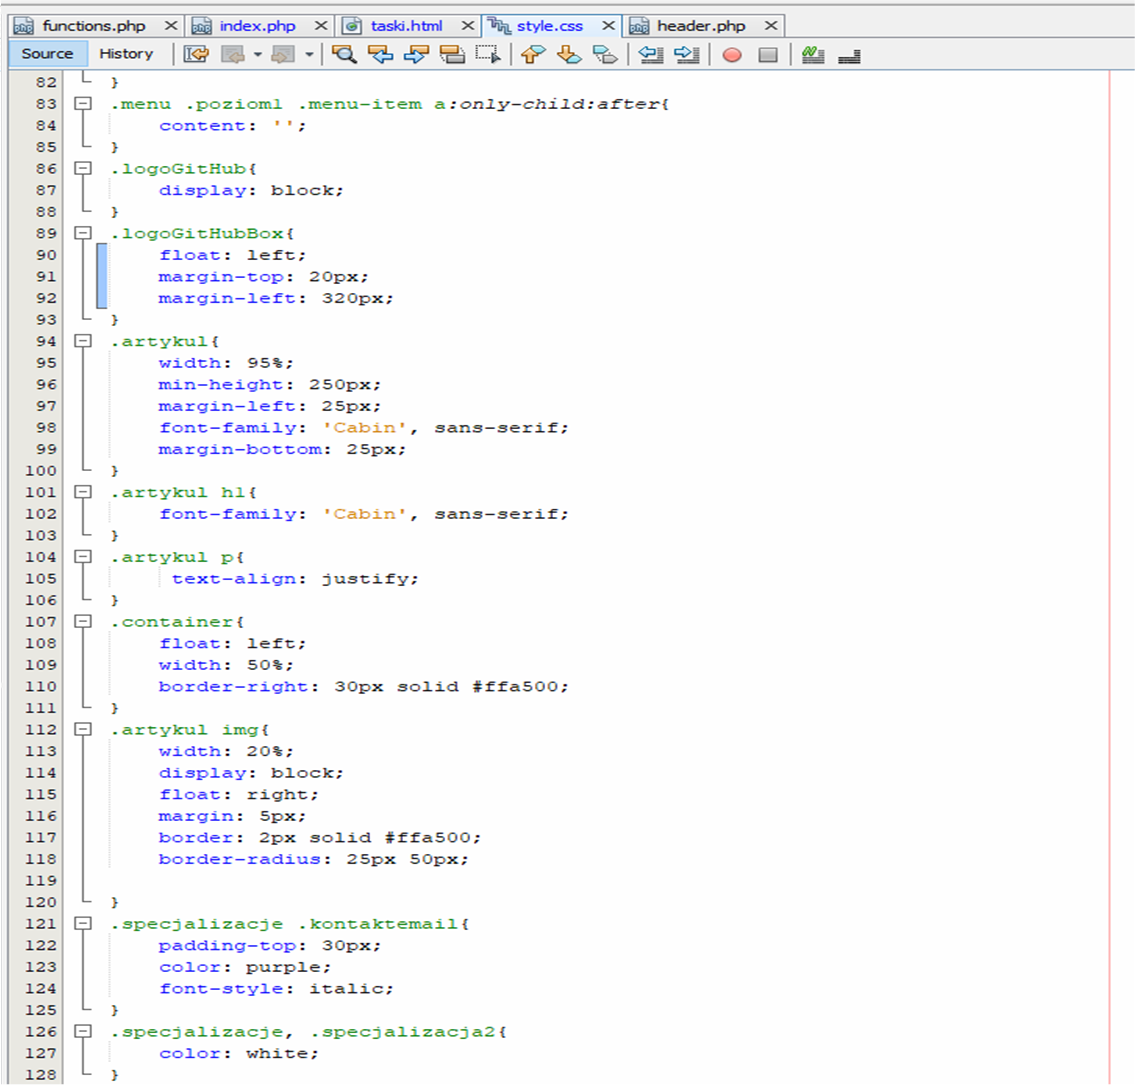 functions.php index.php taski.html style.css header.php
Source History
82 }
83 .menu .pozioml .menu-item a:only-child:after{
84 content: '';
85 }
86 .logoGitHub{
87 display: block;
88 }
89 .logoGitHubBox{
90 float: left;
91 margin-top: 20px;
92 margin-left: 320px;
93 }
94 .artykul{
95 width: 95%;
96 min-height: 250px;
97 margin-left: 25px;
98 font-family: 'Cabin', sans-serif;
99 margin-bottom: 25px;
100 }
101 .artykul h1{
102 font-family: 'Cabin', sans-serif;
103 }
104 .artykul p{
105 text-align: justify;
106 }
107 .container{
108 float: left;
109 width: 50%;
110 border-right: 30px solid #ffa500;
111 }
112 .artykul img{
113 width: 20%;
114 display: block;
115 float: right;
116 margin: 5px;
117 border: 2px solid #ffa500;
118 border-radius: 25px 50px;
119
120 }
121 .specjalizacje .kontaktemail{
122 padding-top: 30px;
123 color: purple;
124 font-style: italic;
125 }
126 .specjalizacje, .specjalizacja2{
127 color: white;
128 }